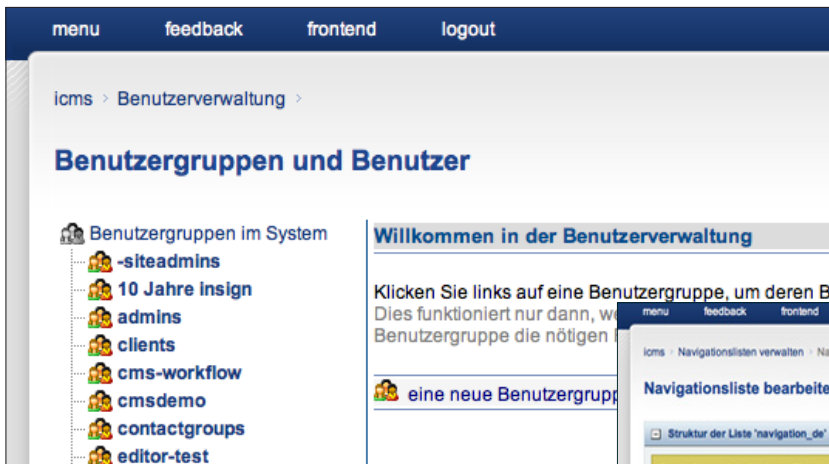 menu feedback frontend logout
icms > Benutzerverwaltung >
Benutzergruppen und Benutzer
Benutzergruppen im System
-siteadmins
10 Jahre insign
admins
clients
cms-workflow
cmsdemo
contactgroups
editor-test
Willkommen in der Benutzerverwaltung
Klicken Sie links auf eine Benutzergruppe, um deren B
Dies funktioniert nur dann, we
Benutzergruppe die nötigen
eine neue Benutzergrupp
menu feedback frontend
icms > Navigationslisten verwalten > Na
Navigationsliste bearbeite
Struktur der Liste 'navigation_de'